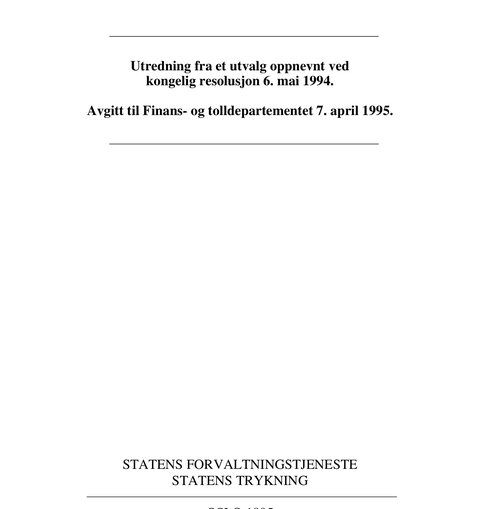 Utredning fra et utvalg oppnevnt ved
kongelig resolusjon 6. mai 1994.
Avgitt til Finans- og tolldepartementet 7. april 1995.
STATENS FORVALTNINGSTJENESTE
STATENS TRYKNING